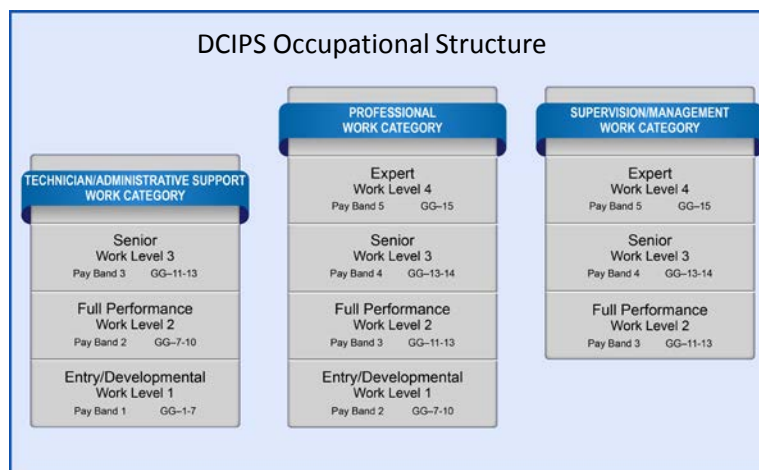 DCIPS Occupational Structure
TECHNICIAN/ADMINISTRATIVE SUPPORT
WORK CATEGORY
Senior
Work Level 3
Pay Band 3 GG–11-13
Full Performance
Work Level 2
Pay Band 2 GG–7-10
Entry/Developmental
Work Level 1
Pay Band 1 GG–1-7
PROFESSIONAL
WORK CATEGORY
Expert
Work Level 4
Pay Band 5 GG–15
Senior
Work Level 3
Pay Band 4 GG–13-14
Full Performance
Work Level 2
Pay Band 3 GG–11-13
Entry/Developmental
Work Level 1
Pay Band 2 GG–7-10
SUPERVISION/MANAGEMENT
WORK CATEGORY
Expert
Work Level 4
Pay Band 5 GG–15
Senior
Work Level 3
Pay Band 4 GG–13-14
Full Performance
Work Level 2
Pay Band 3 GG–11-13